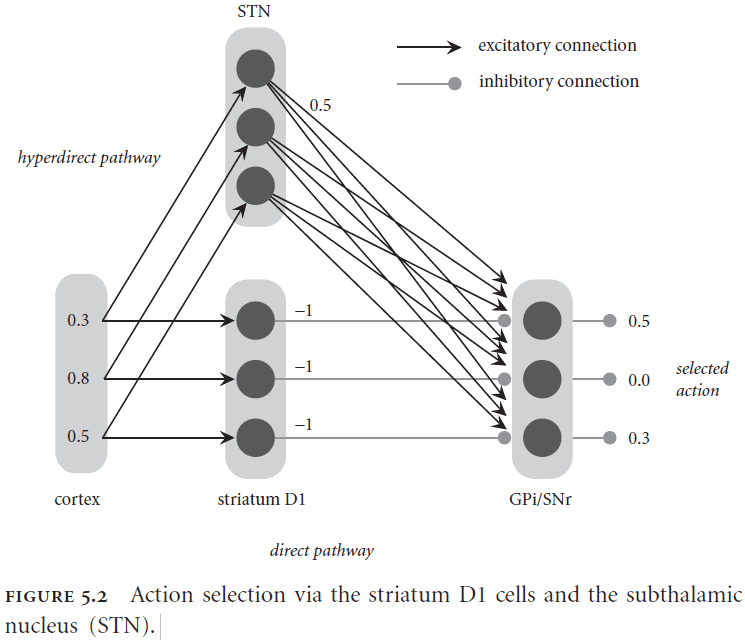 STN
excitatory connection
inhibitory connection
0.5
hyperdirect pathway
0.3
0.8
0.5
–1
–1
–1
0.5
0.0
0.3
selected
action
cortex
striatum D1
GPi/SNr
direct pathway
FIGURE 5.2 Action selection via the striatum D1 cells and the subthalamic
nucleus (STN).